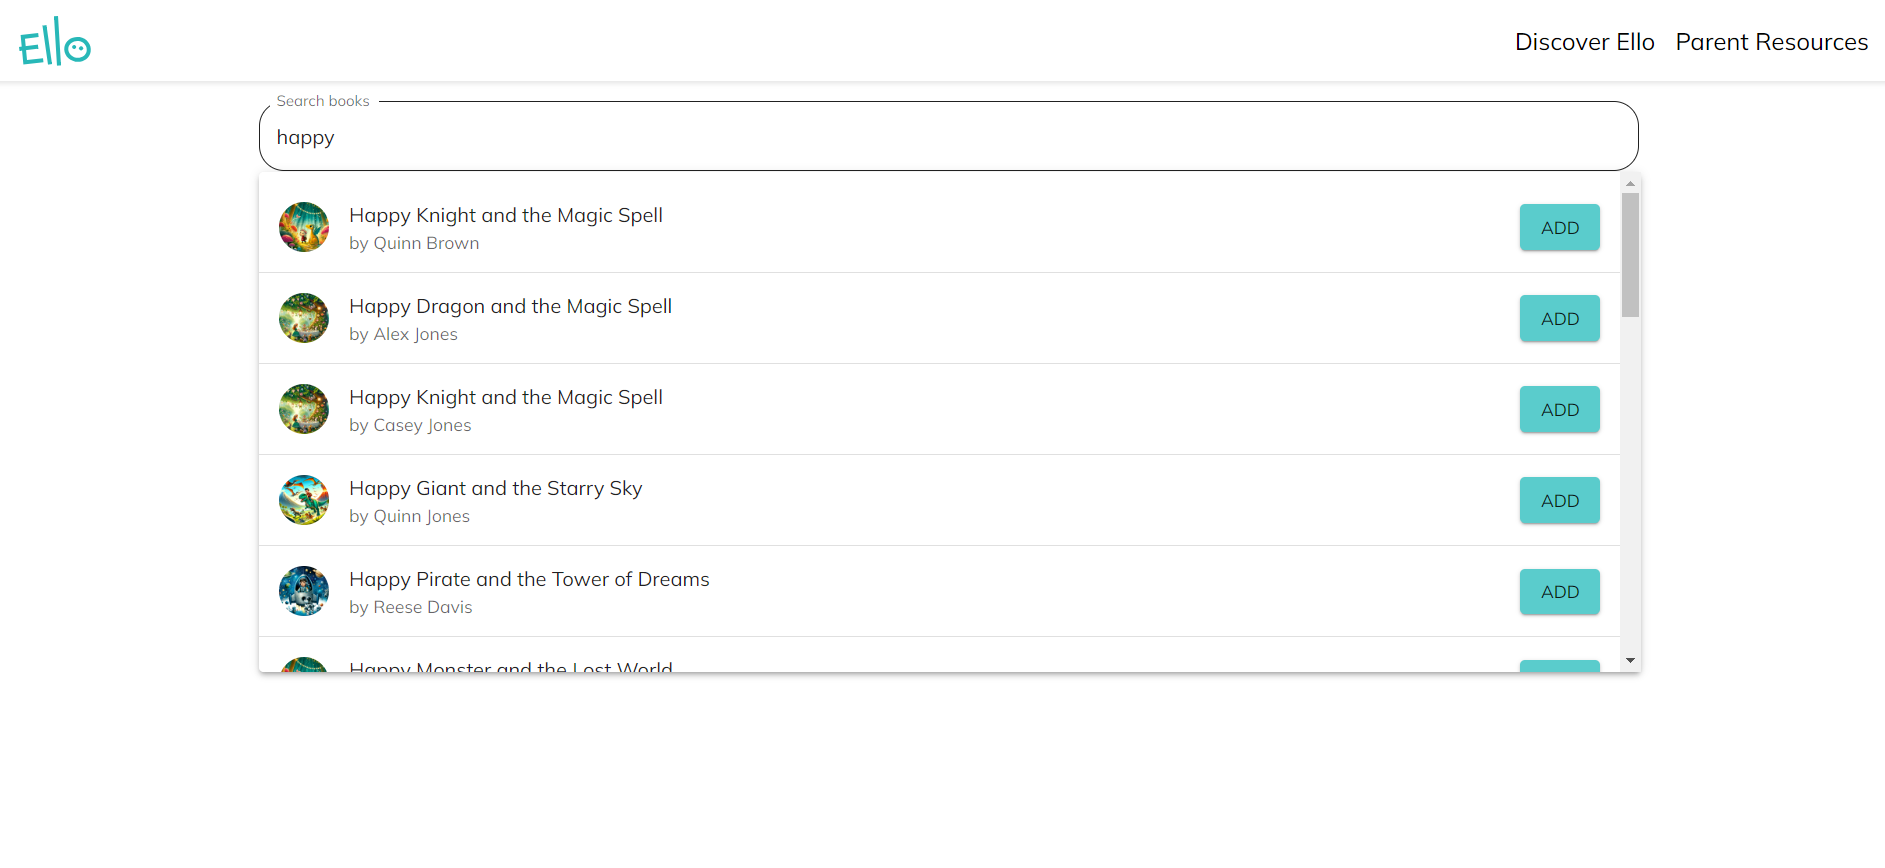 Ello
Discover Ello Parent Resources
Search books
happy
Happy Knight and the Magic Spell
by Quinn Brown
ADD
Happy Dragon and the Magic Spell
by Alex Jones
ADD
Happy Knight and the Magic Spell
by Casey Jones
ADD
Happy Giant and the Starry Sky
by Quinn Jones
ADD
Happy Pirate and the Tower of Dreams
by Reese Davis
ADD
Happy Monster and the Lost World